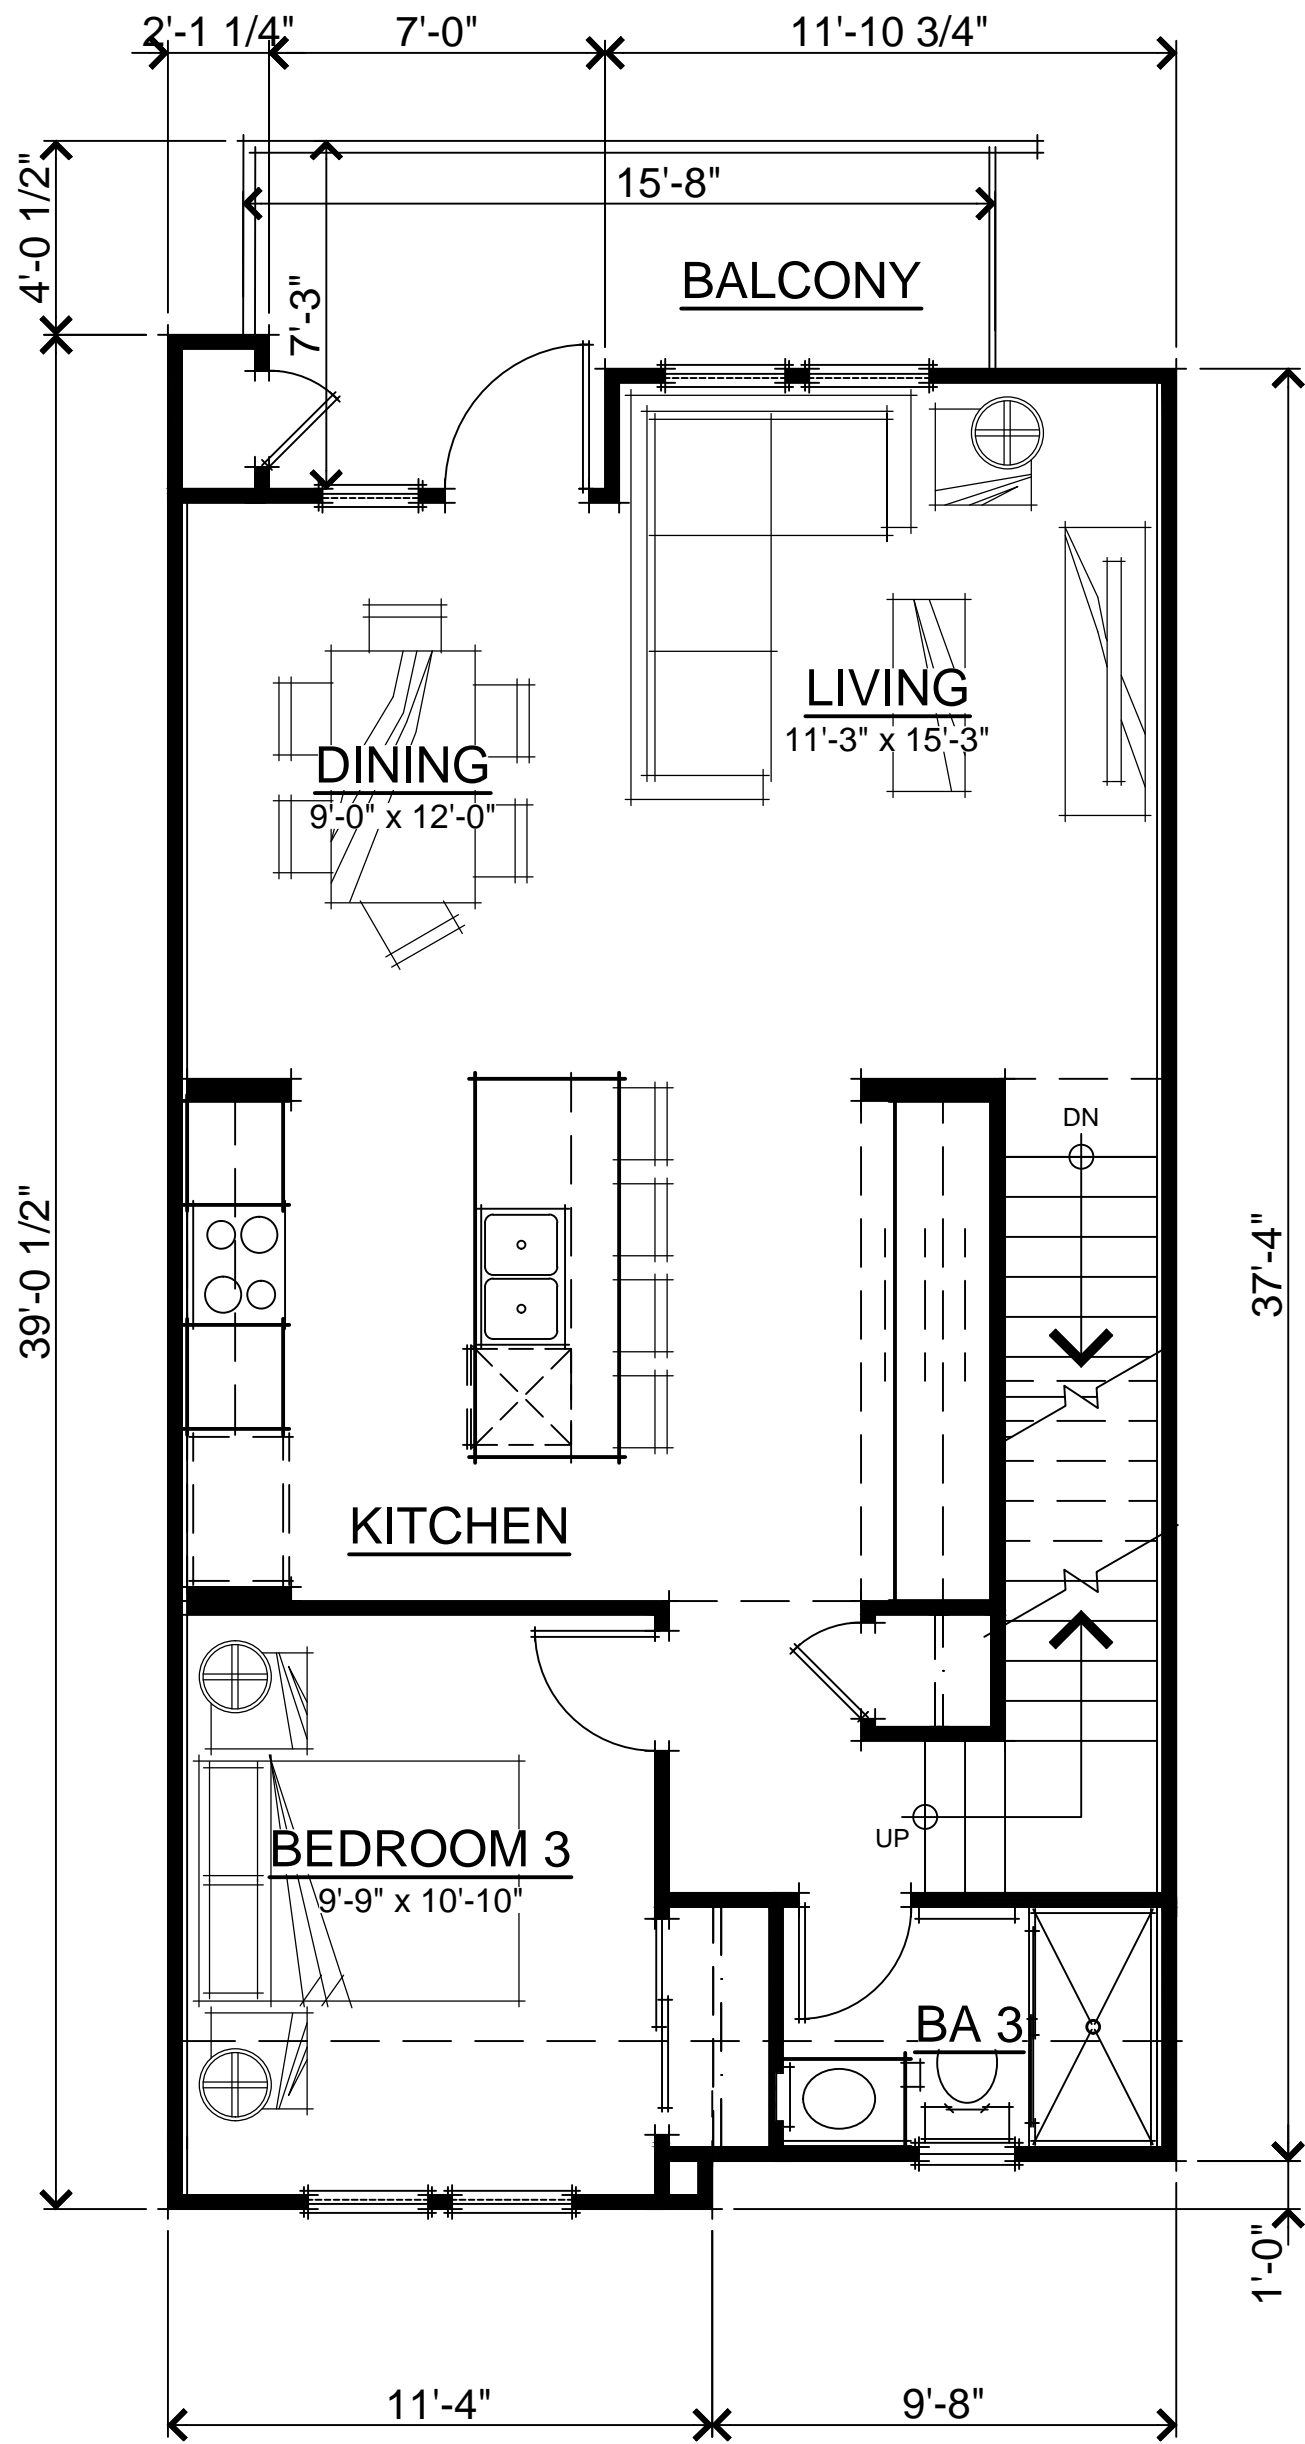 2'-1 1/4"
7'-0"
11'-10 3/4"
4'-0 1/2"
15'-8"
7'-3"
BALCONY
LIVING
11'-3" x 15'-3"
DINING
9'-0" x 12'-0"
DN
39'-0 1/2"
37'-4"
KITCHEN
UP
BEDROOM 3
9'-9" x 10'-10"
BA 3
1'-0"
11'-4"
9'-8"